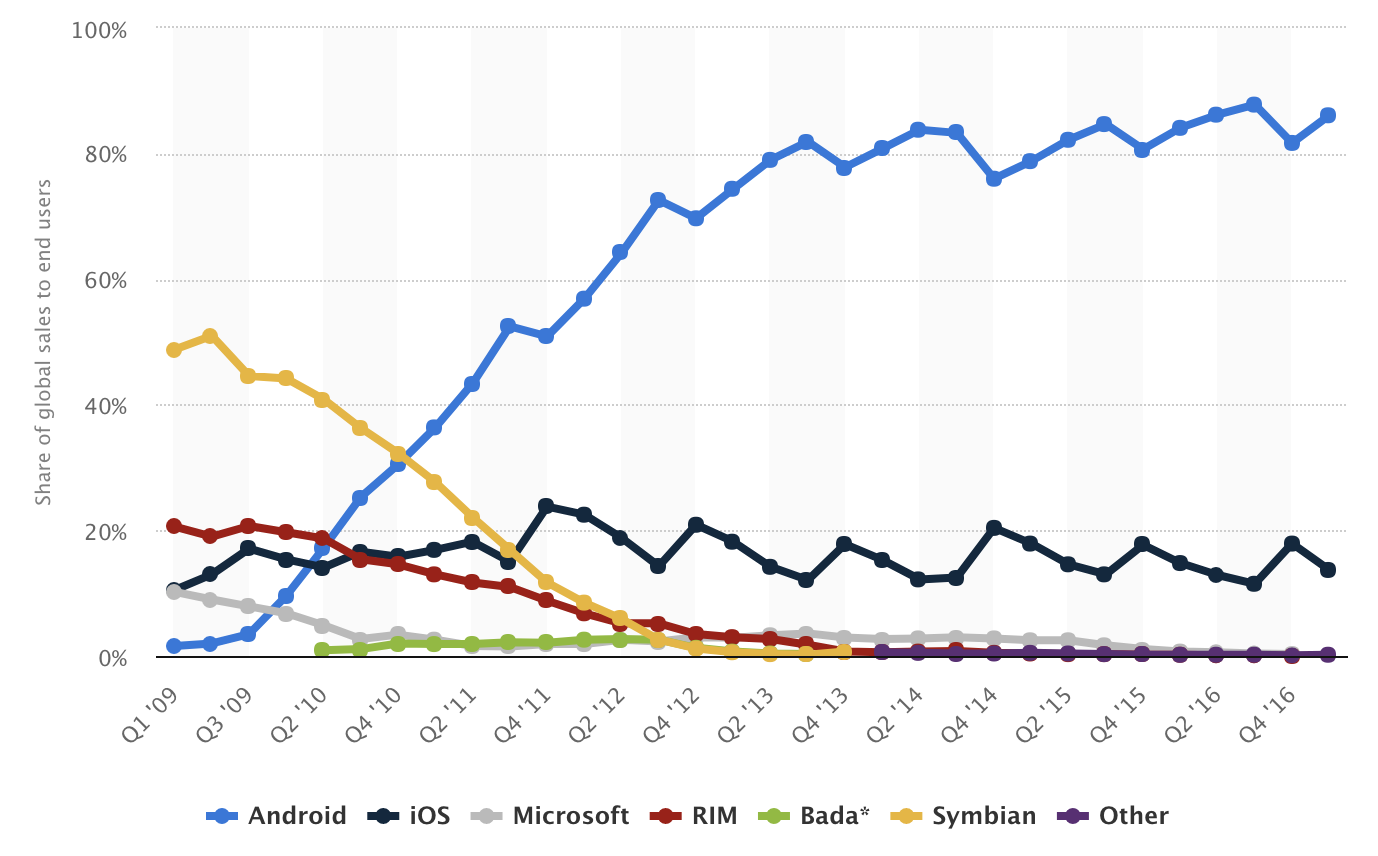 100%
80%
60%
40%
20%
0%
Share of global sales to end users
Q1 '09
Q3 '09
Q2 '10
Q4 '10
Q2 '11
Q4 '11
Q2 '12
Q4 '12
Q2 '13
Q4 '13
Q2 '14
Q4 '14
Q2 '15
Q4 '15
Q2 '16
Q4 '16
Android iOS Microsoft RIM Bada* Symbian Other